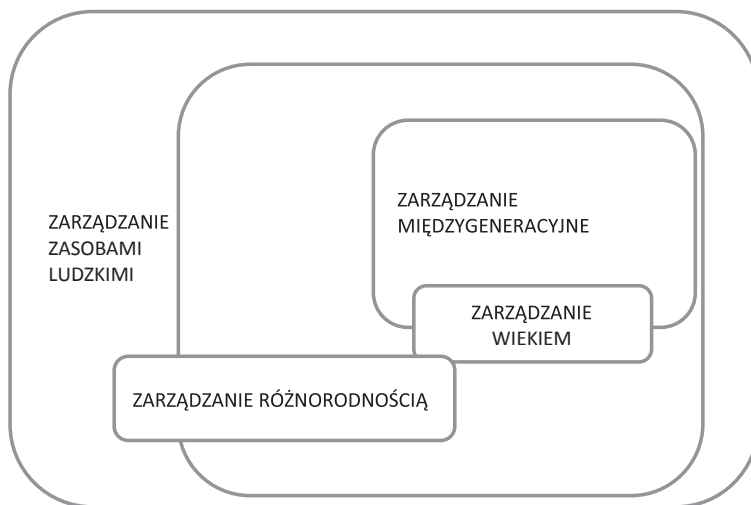 ZARZĄDZANIE
ZASOBAMI
LUDZKIMI
ZARZĄDZANIE
MIĘDZYGENERACYJNE
ZARZĄDZANIE
WIEKIEM
ZARZĄDZANIE RÓŻNORODNOŚCIĄ